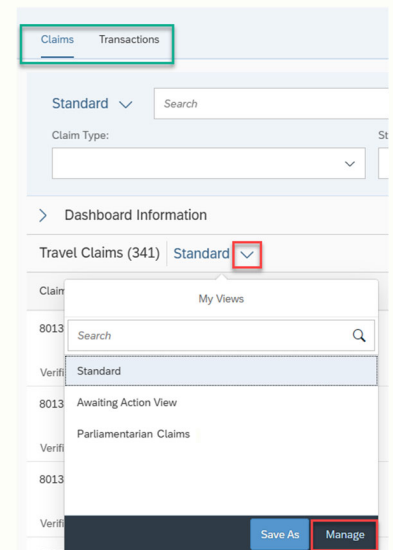 Claims Transactions
Standard Search
Claim Type: St
Dashboard Information
Travel Claims (341) Standard
Claim
My Views
8013
Search
Verifi
Standard
8013
Awaiting Action View
Parliamentarian Claims
Verifi
8013
Verifi
Save As Manage